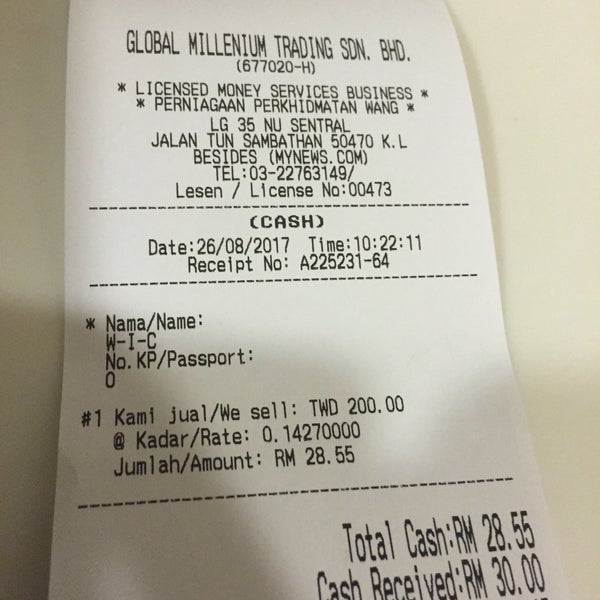 GLOBAL MILLENIUM TRADING SDN. BHD.
(677020-H)
* LICENSED MONEY SERVICES BUSINESS *
* PERNIAGAAN PERKHIDMATAN WANG *
LG 35 NU SENTRAL
JALAN TUN SAMBATHAN 50470 K.L
BESIDES (MYNEWS.COM)
TEL:03-22763149/
Lesen / License No:00473
(CASH)
Date:26/08/2017 Time:10:22:11
Receipt No: A225231-64
* Nama/Name:
W-I-C
No.KP/Passport:
0
#1 Kami jual/We sell: TWD 200.00
@ Kadar/Rate: 0.14270000
Jumlah/Amount: RM 28.55
Total Cash:RM 28.55
Cash Received:RM 30.00